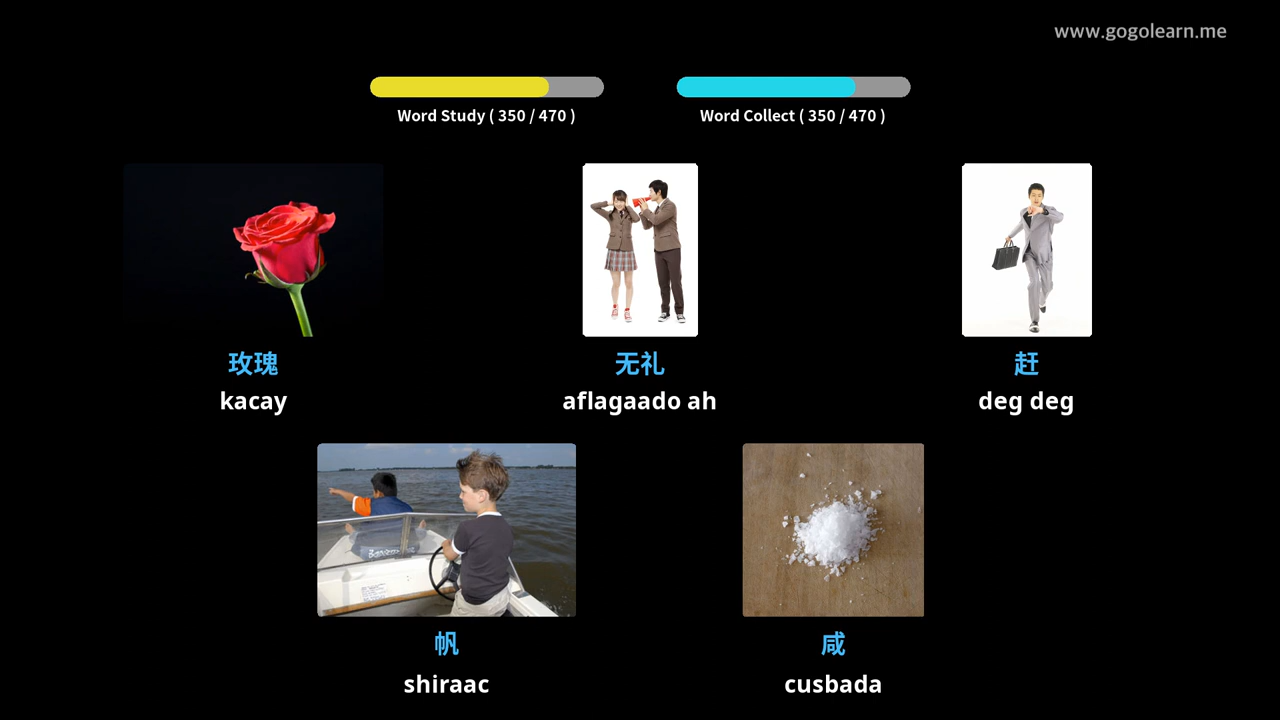 www.gogolearn.me
Word Study ( 350 / 470 )
Word Collect ( 350 / 470 )
玫瑰
无礼
赶
kacay
aflagaado ah
deg deg
帆
咸
shiraac
cusbada